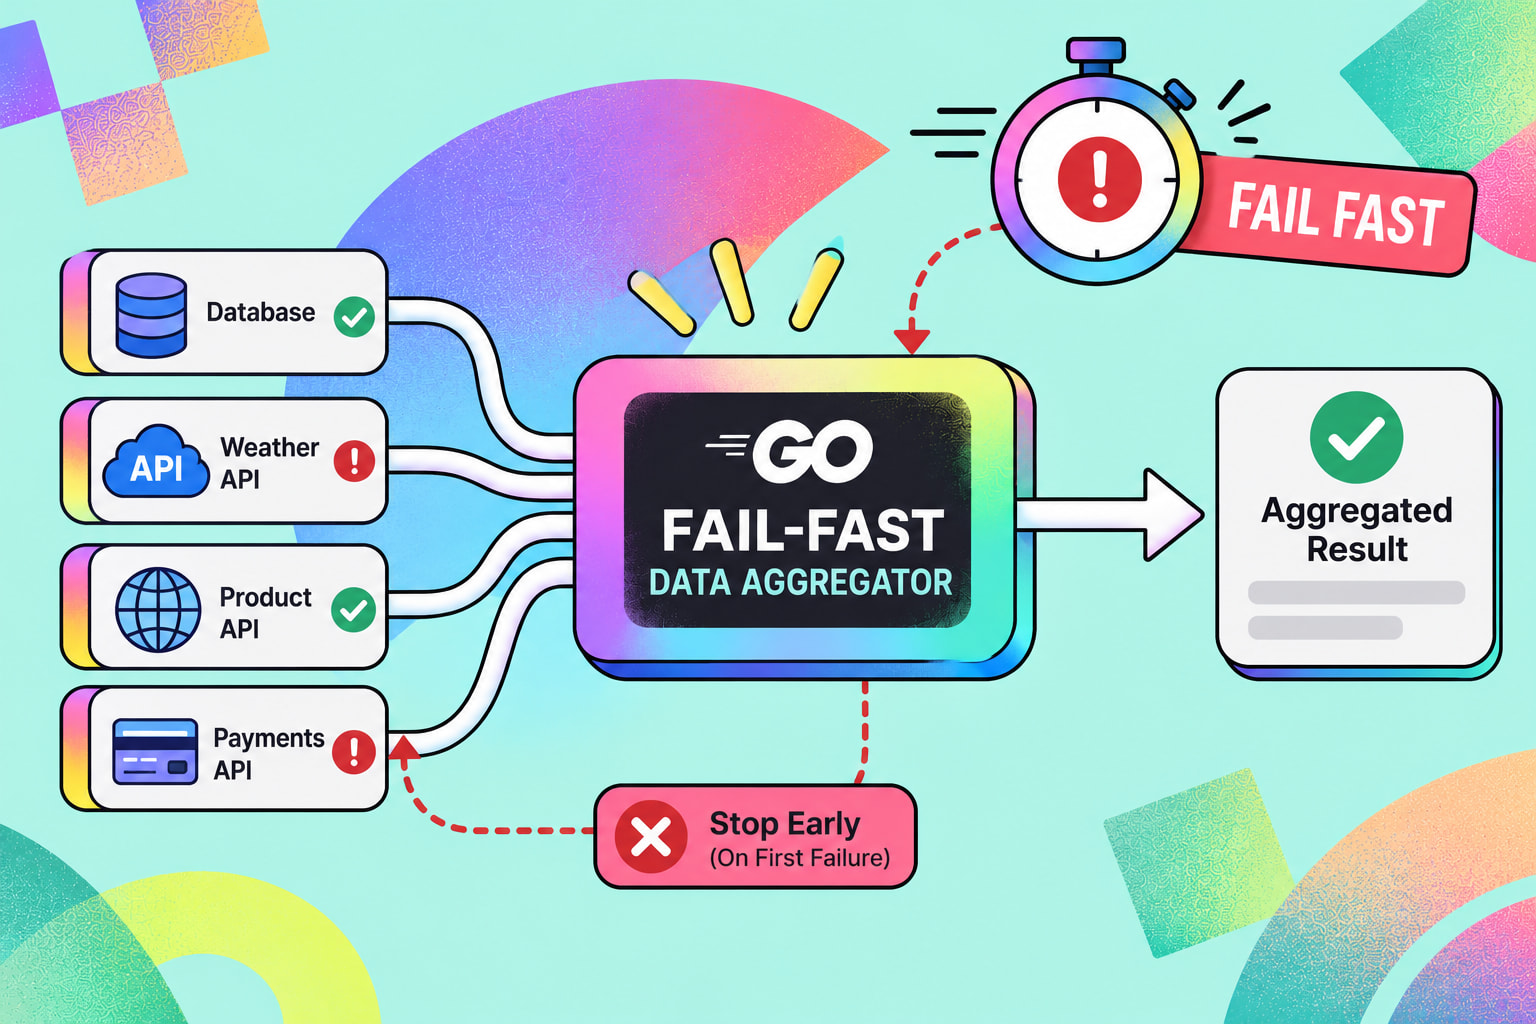 FAIL FAST
Database
Weather
API
API
Product
API
Payments
API
GO
FAIL-FAST
DATA AGGREGATOR
Stop Early
(On First Failure)
Aggregated
Result